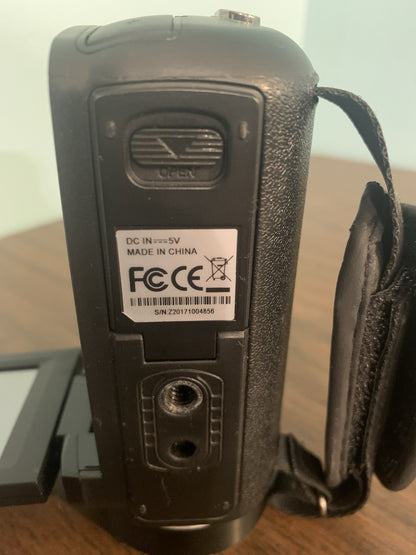 OPEN
DC IN⎓5V
MADE IN CHINA
FC CE
S/N:Z20171004856